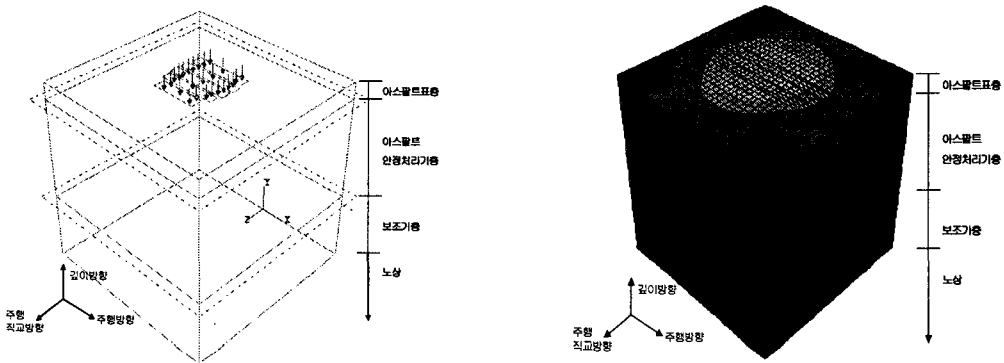 아스팔트표층
아스팔트
안정처리기층
보조기층
노상
Y
Z
X
깊이방향
주행
직교방향
주행방향
아스팔트표층
아스팔트
안정처리기층
보조기층
노상
깊이방향
주행
직교방향
주행방향